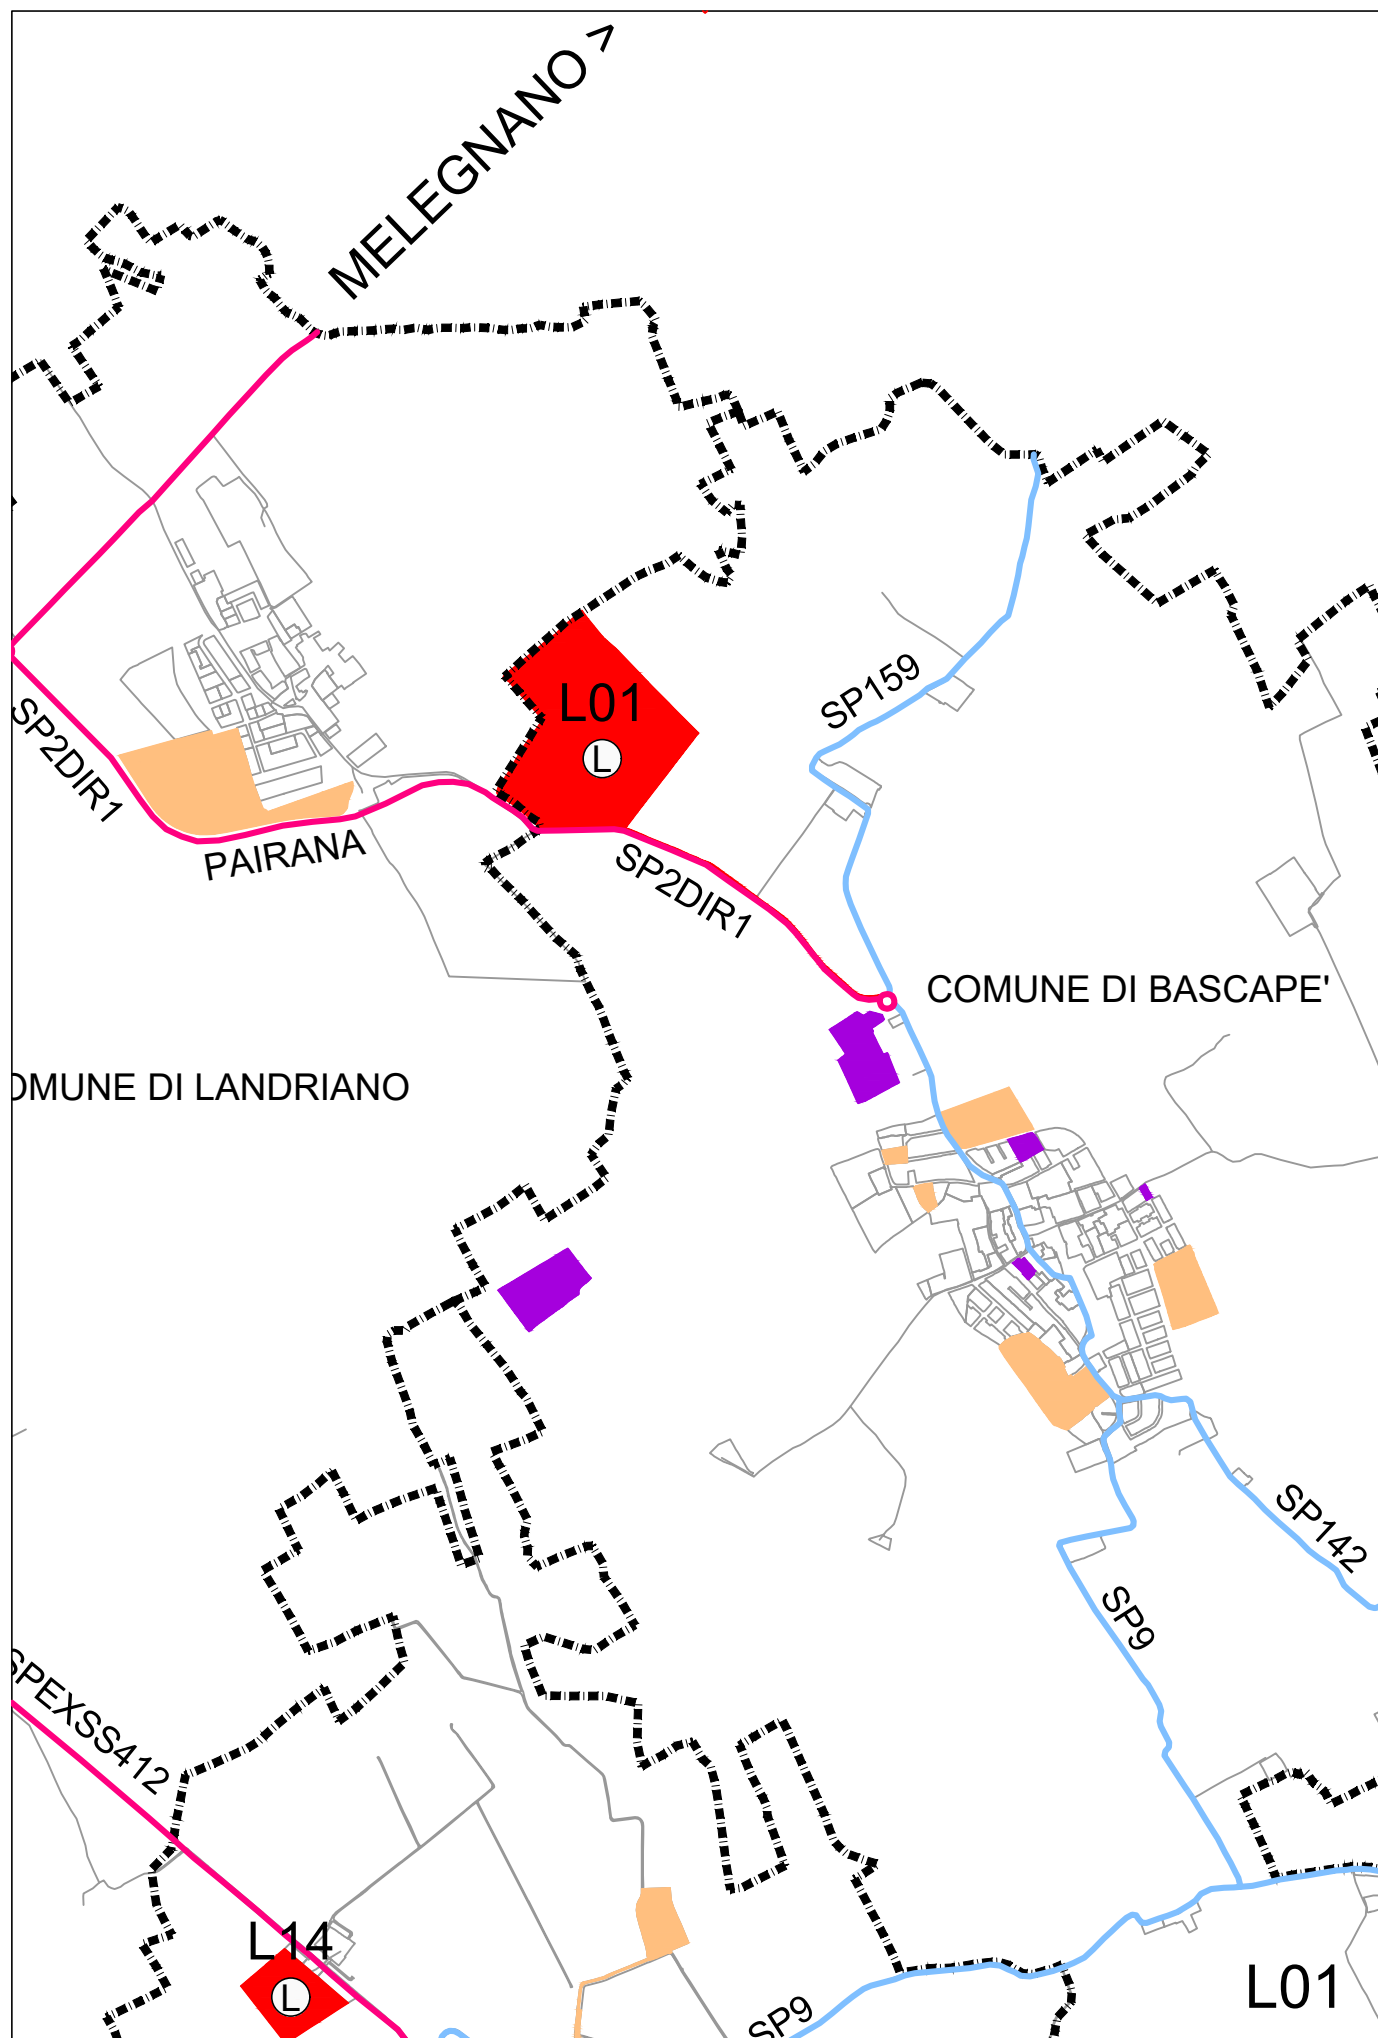 MELEGNANO >
L01
L
SP159
SP2DIR1
PAIRANA
SP2DIR1
COMUNE DI BASCAPE'
OMUNE DI LANDRIANO
SP142
SP9
SPEXSS412
L14
L
L01
SP9